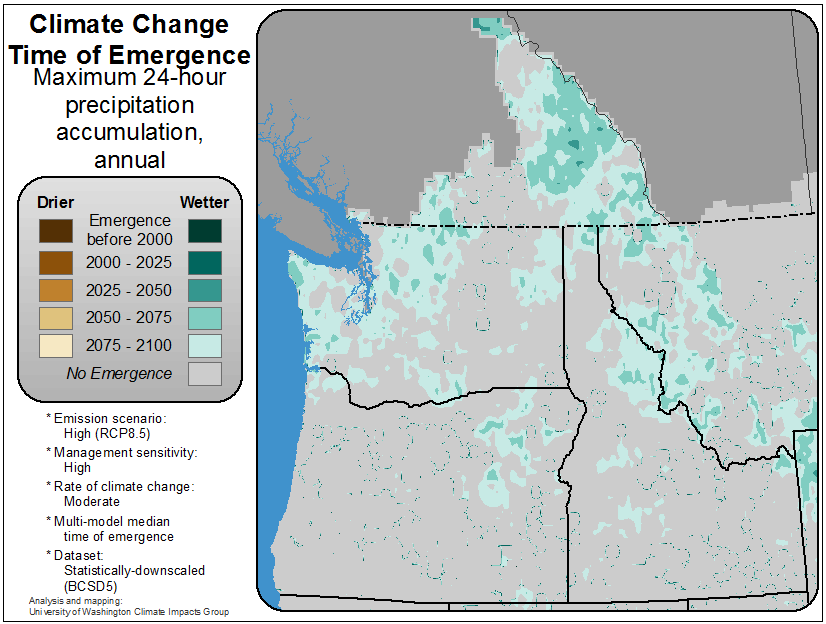 Climate Change
Time of Emergence
Maximum 24-hour
precipitation
accumulation,
annual
Drier Wetter
Emergence
before 2000
2000 - 2025
2025 - 2050
2050 - 2075
2075 - 2100
No Emergence
* Emission scenario:
High (RCP8.5)
* Management sensitivity:
High
* Rate of climate change:
Moderate
* Multi-model median
time of emergence
* Dataset:
Statistically-downscaled
(BCSD5)
Analysis and mapping:
University of Washington Climate Impacts Group